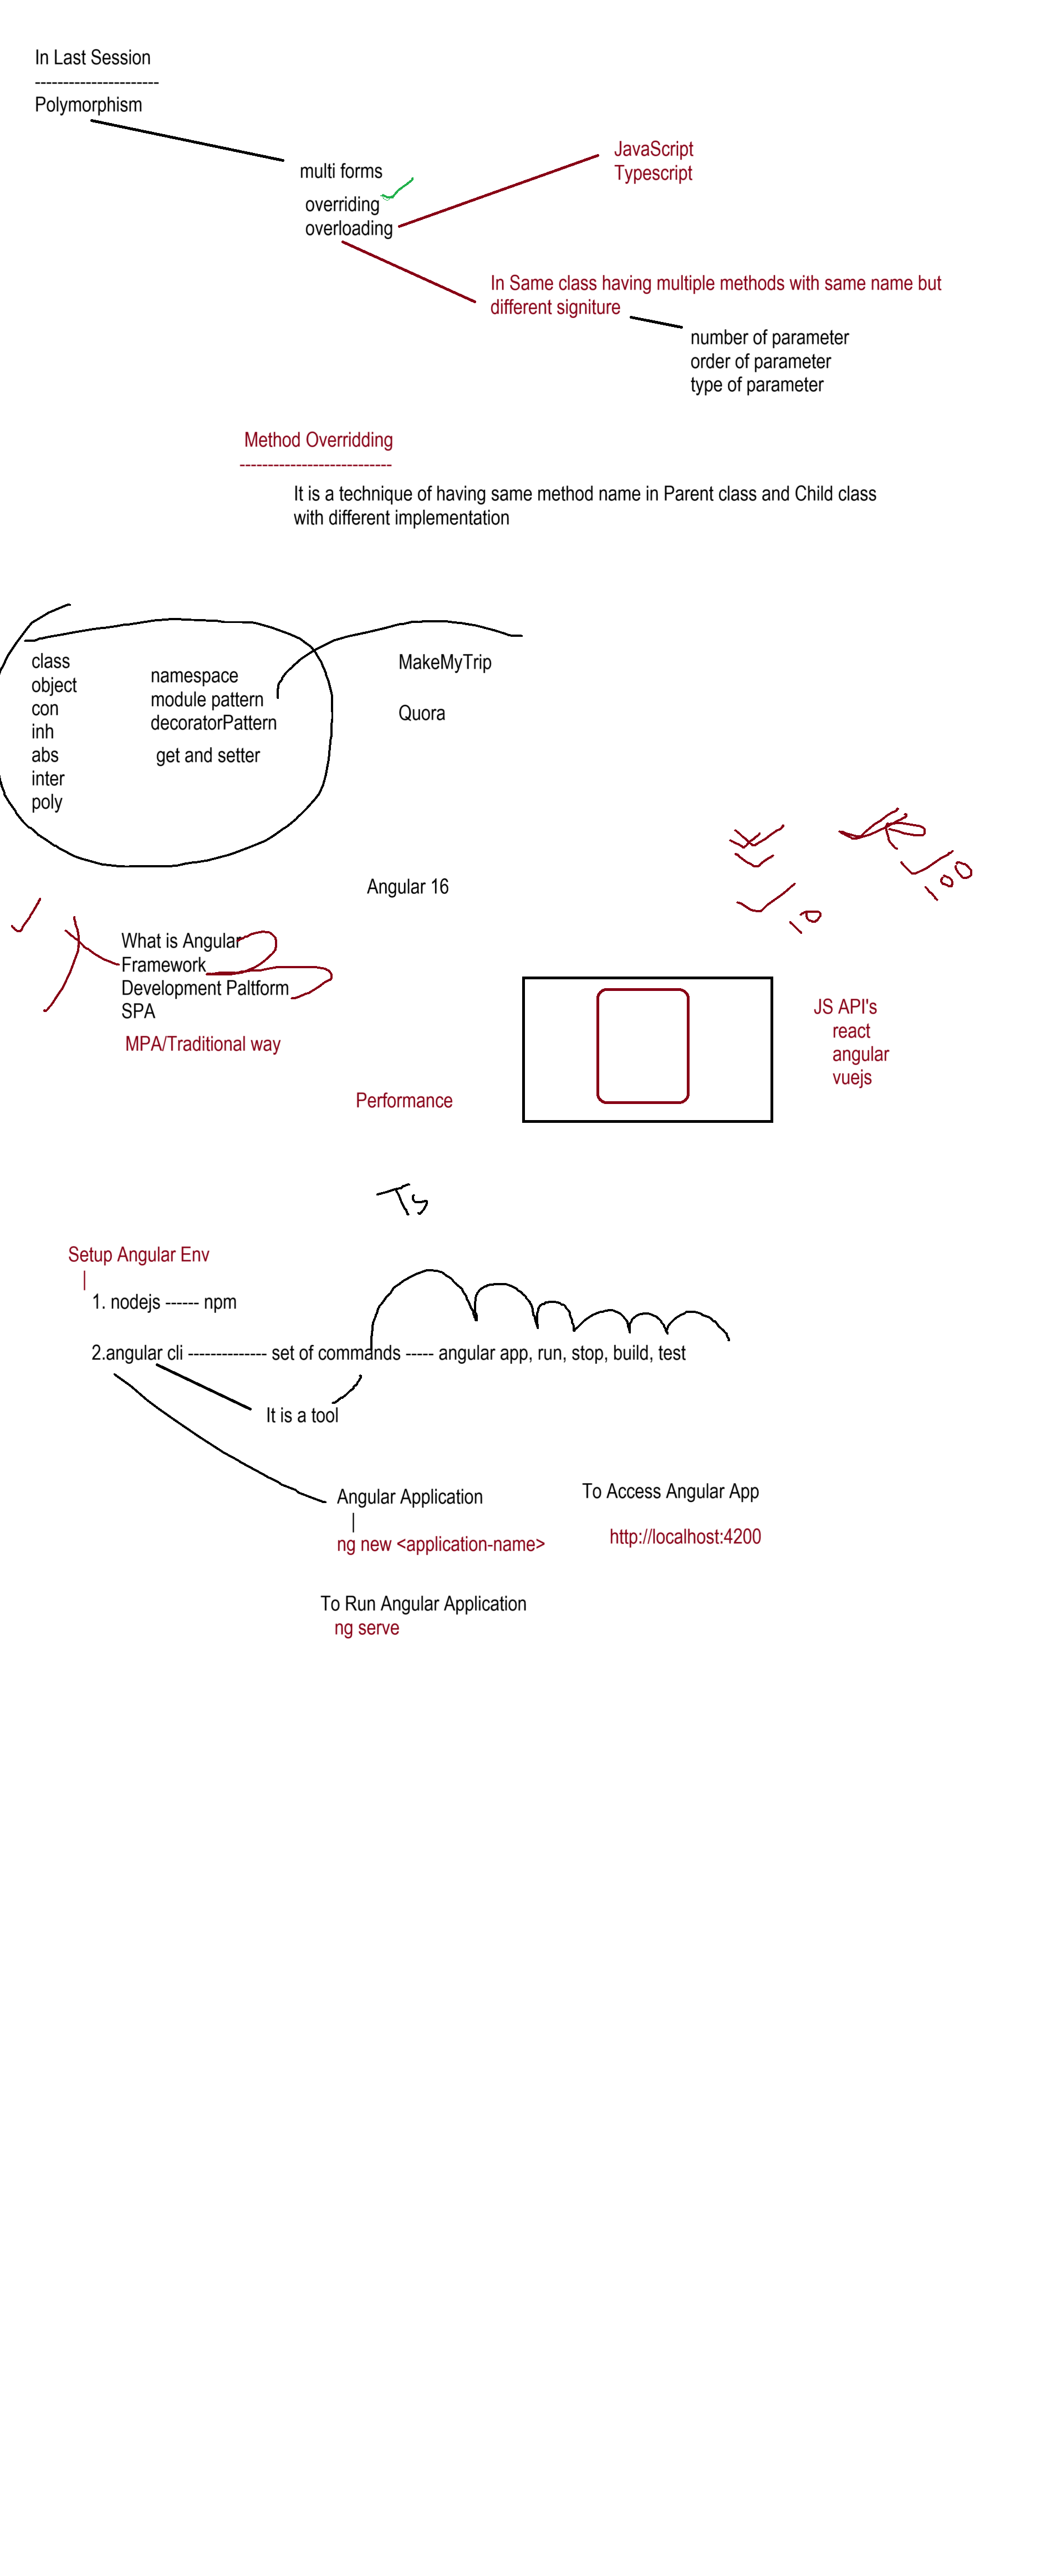 In Last Session
----------------------
Polymorphism
multi forms
overriding
overloading
JavaScript
Typescript
In Same class having multiple methods with same name but
different signiture
number of parameter
order of parameter
type of parameter
Method Overridding
---------------------------
It is a technique of having same method name in Parent class and Child class
with different implementation
class
object
con
inh
abs
inter
poly
namespace
module pattern
decoratorPattern
get and setter
MakeMyTrip
Quora
Angular 16
10
100
What is Angular
Framework
Development Paltform
SPA
MPA/Traditional way
Performance
JS API's
react
angular
vuejs
Ts
Setup Angular Env
|
1. nodejs ------ npm
2.angular cli -------------- set of commands ----- angular app, run, stop, build, test
It is a tool
Angular Application
|
ng new <application-name>
To Access Angular App
http://localhost:4200
To Run Angular Application
ng serve